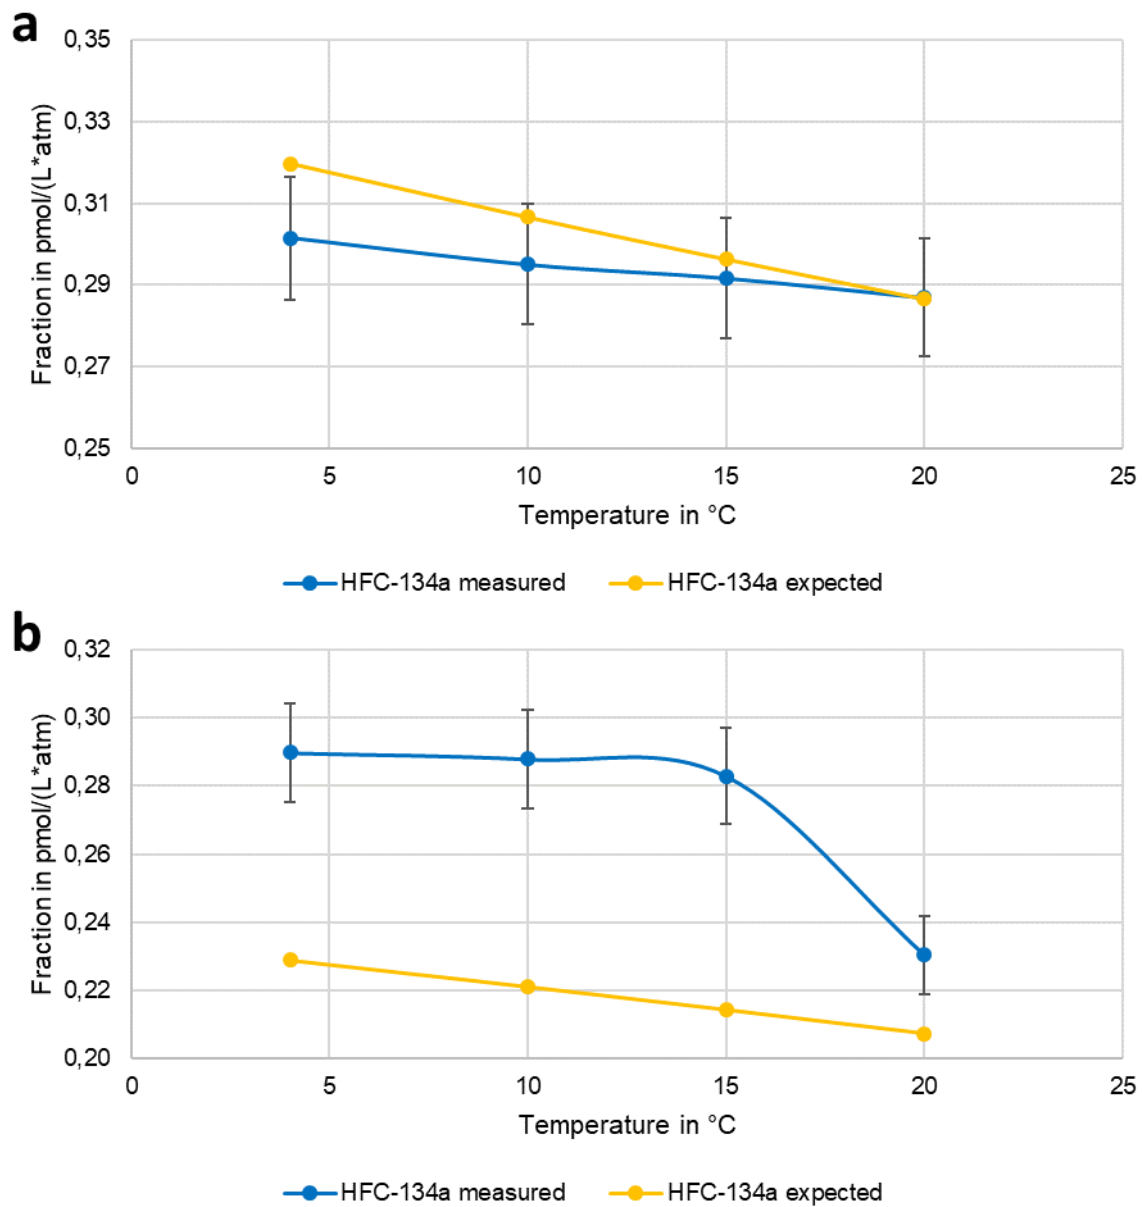 a
Fraction in pmol/(L*atm)
0,35
0,33
0,31
0,29
0,27
0,25
0 5 10 15 20 25
Temperature in °C
HFC-134a measured HFC-134a expected
b
Fraction in pmol/(L*atm)
0,32
0,30
0,28
0,26
0,24
0,22
0,20
0 5 10 15 20 25
Temperature in °C
HFC-134a measured HFC-134a expected